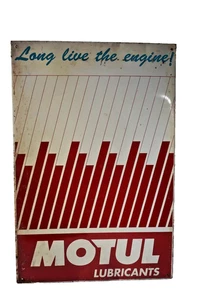 Long live the engine!
MOTUL
LUBRICANTS